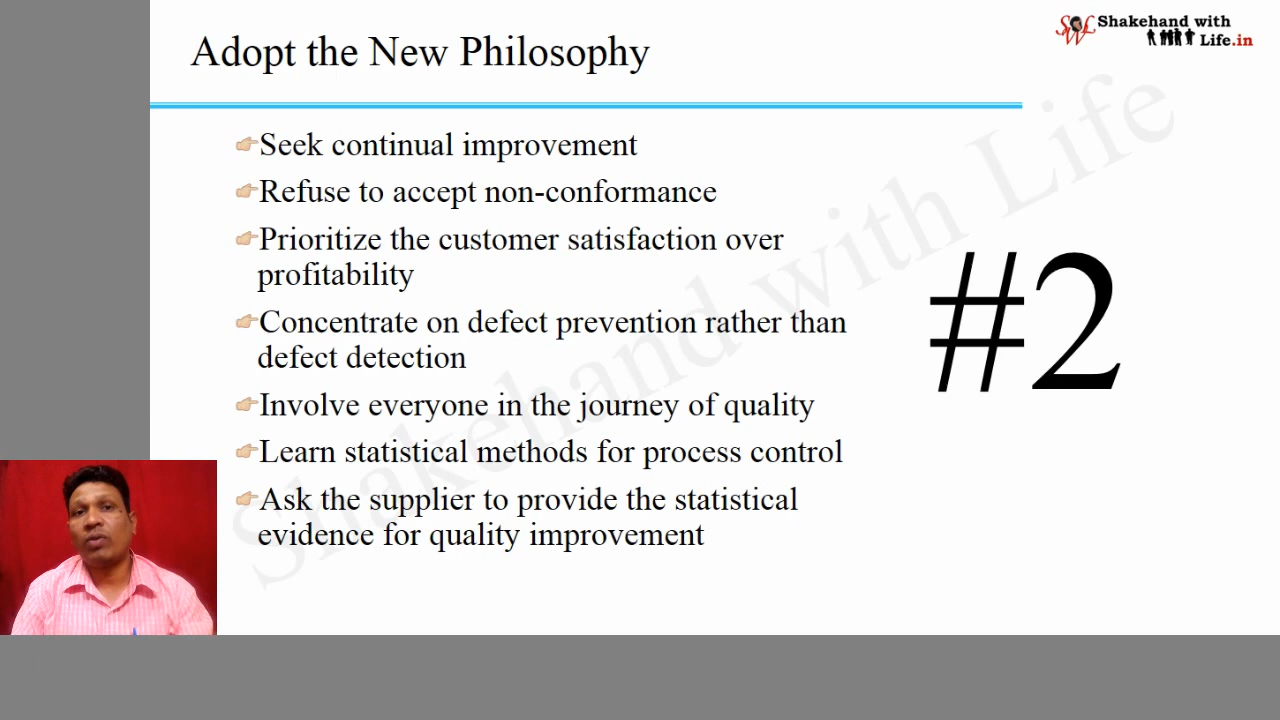 Adopt the New Philosophy
Shakehand with
Life.in
Seek continual improvement
Refuse to accept non-conformance
Prioritize the customer satisfaction over
profitability
Concentrate on defect prevention rather than
defect detection
Involve everyone in the journey of quality
Learn statistical methods for process control
Ask the supplier to provide the statistical
evidence for quality improvement
#2
Shakehand with Life